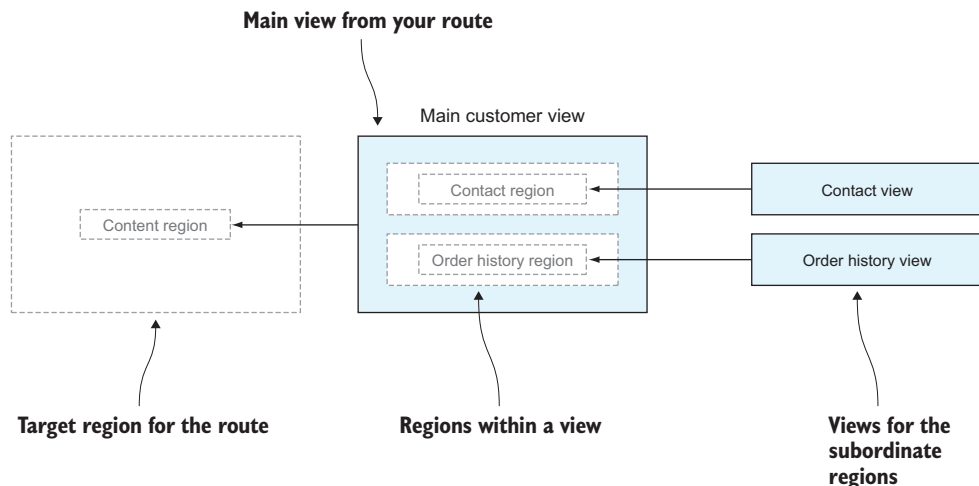 Main view from your route
Main customer view
Contact region
Contact view
Content region
Order history region
Order history view
Target region for the route
Regions within a view
Views for the
subordinate
regions